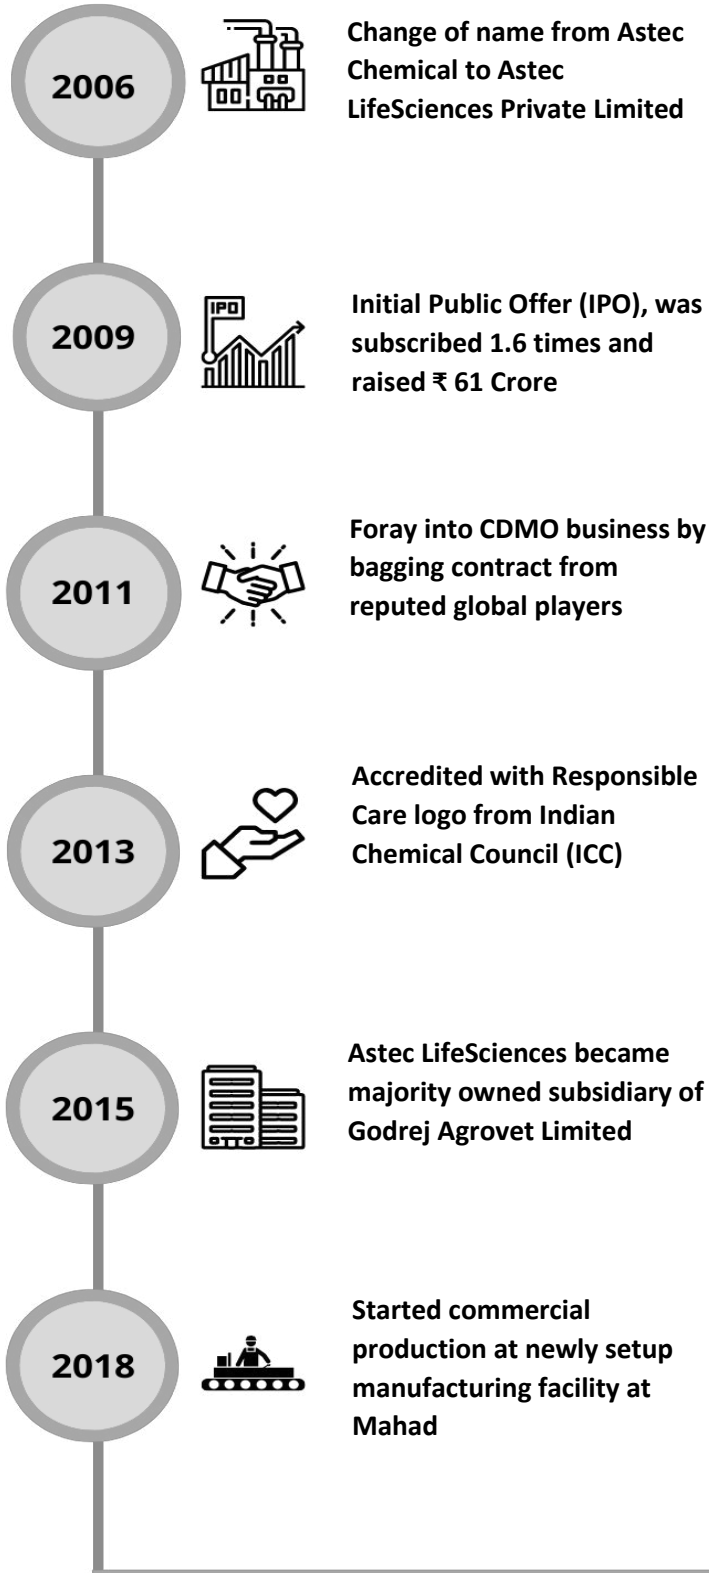 2006
Change of name from Astec
Chemical to Astec
LifeSciences Private Limited
2009
IPO
Initial Public Offer (IPO), was
subscribed 1.6 times and
raised ₹ 61 Crore
2011
Foray into CDMO business by
bagging contract from
reputed global players
2013
Accredited with Responsible
Care logo from Indian
Chemical Council (ICC)
2015
Astec LifeSciences became
majority owned subsidiary of
Godrej Agrovet Limited
2018
Started commercial
production at newly setup
manufacturing facility at
Mahad